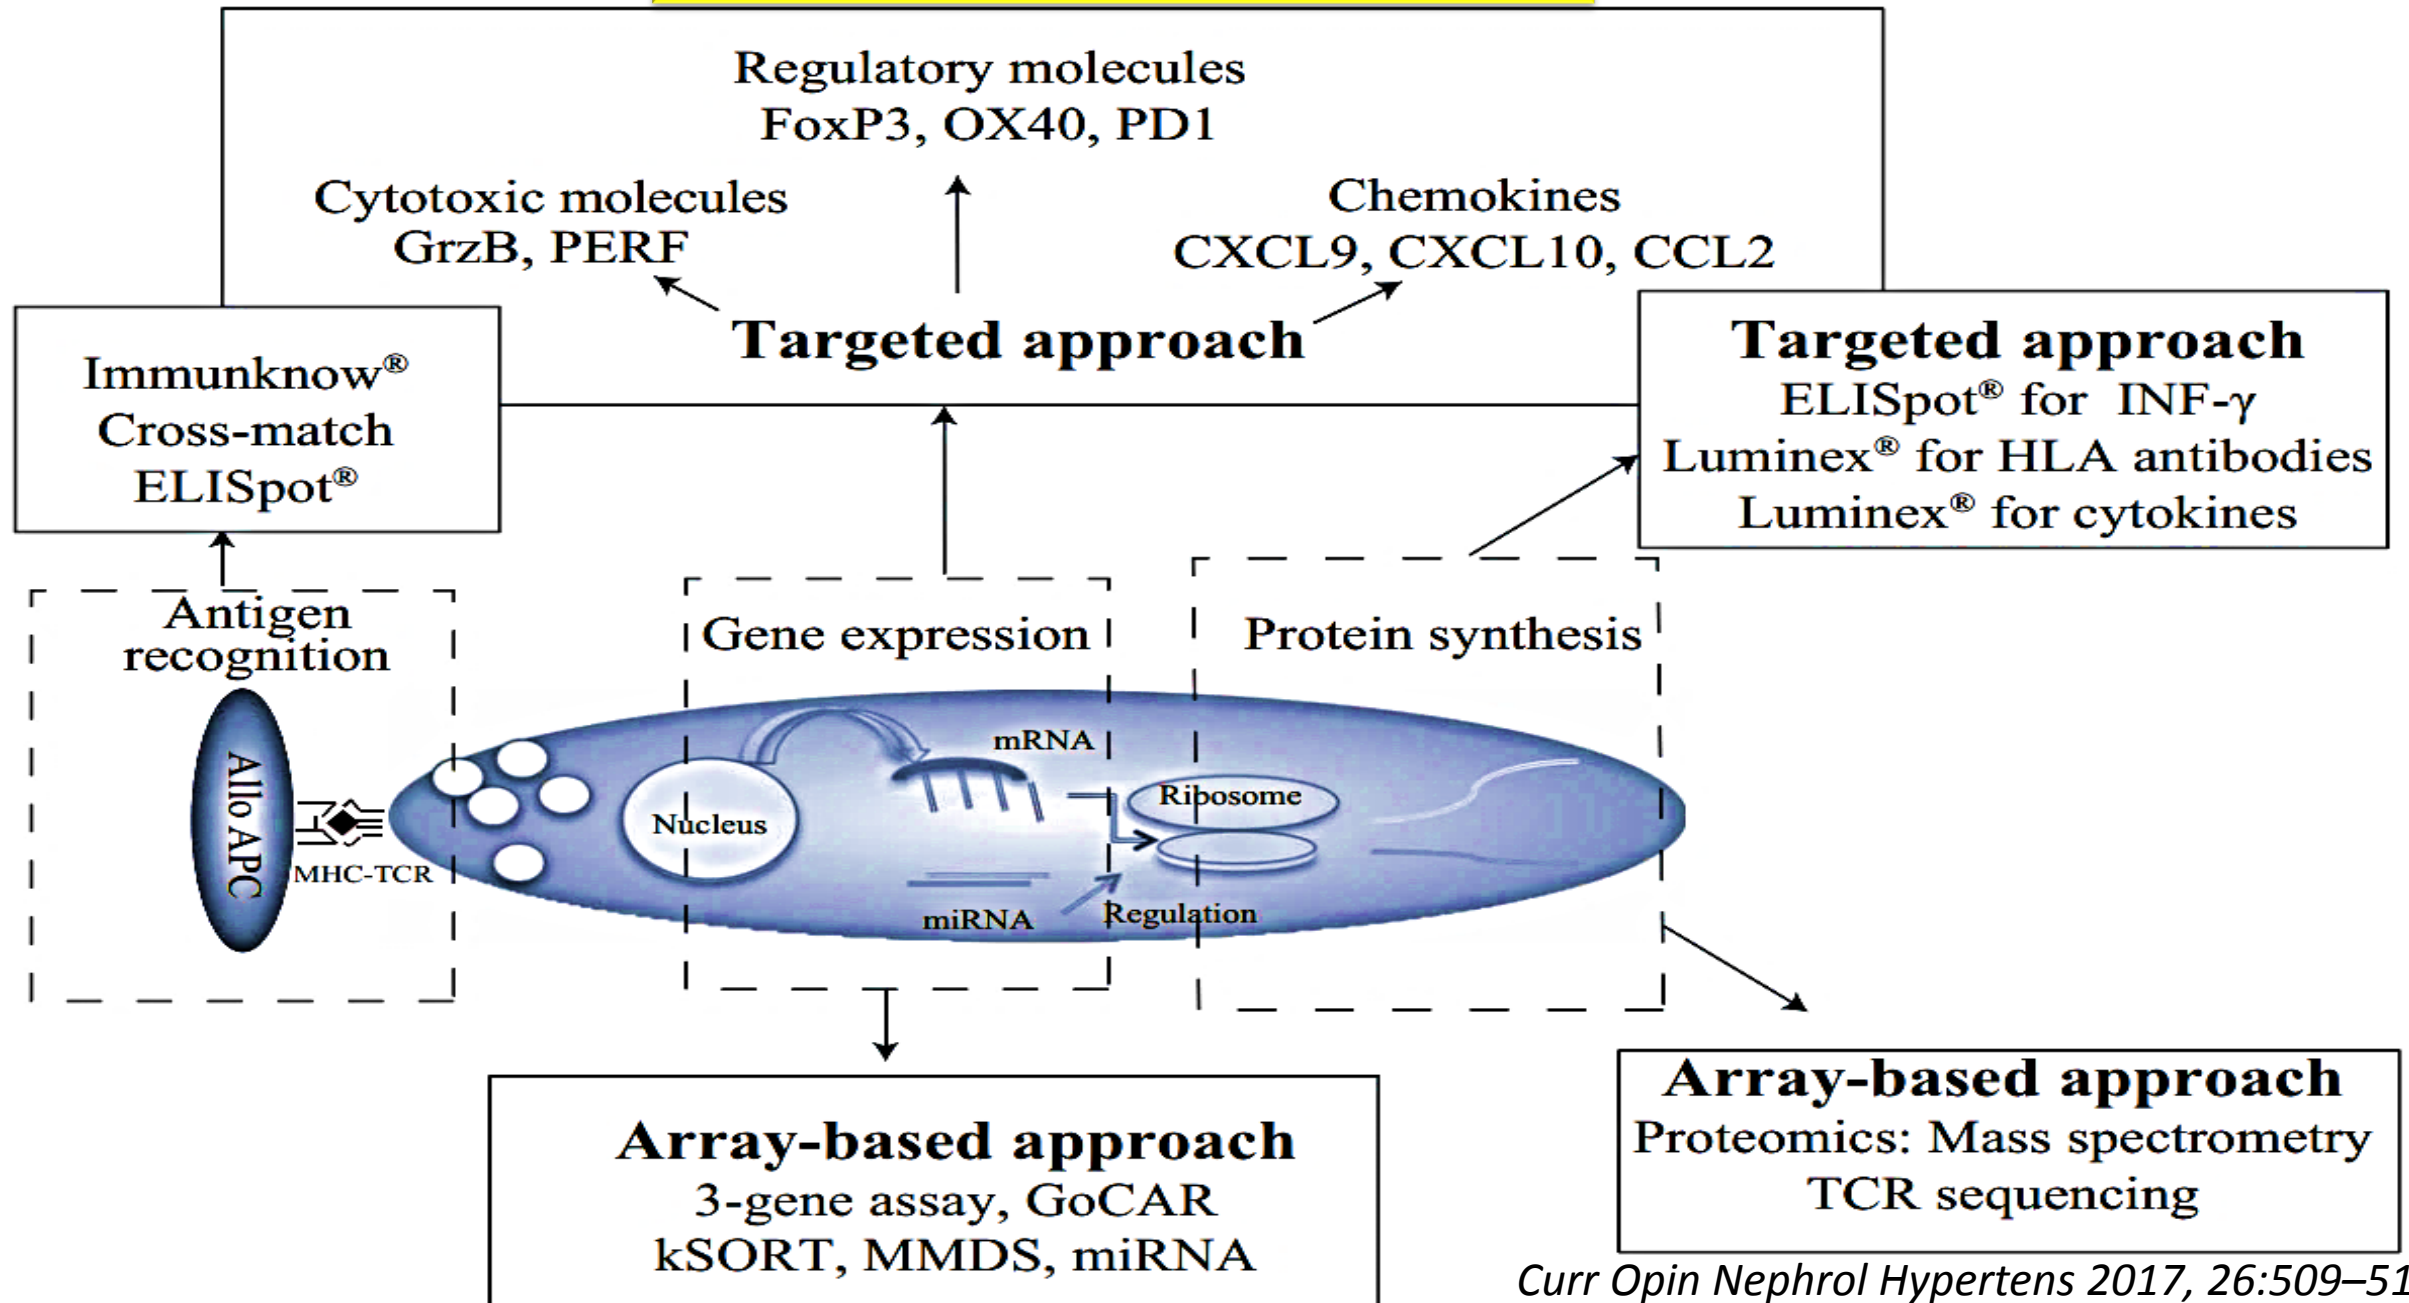 Regulatory molecules
FoxP3, OX40, PD1
Cytotoxic molecules
GrzB, PERF
Chemokines
CXCL9, CXCL10, CCL2
Targeted approach
Immunknow®
Cross-match
ELISpot®
Targeted approach
ELISpot® for INF-γ
Luminex® for HLA antibodies
Luminex® for cytokines
Antigen
recognition
Gene expression
Protein synthesis
Allo APC
MHC-TCR
Nucleus
mRNA
Ribosome
miRNA
Regulation
Array-based approach
3-gene assay, GoCAR
kSORT, MMDS, miRNA
Array-based approach
Proteomics: Mass spectrometry
TCR sequencing
Curr Opin Nephrol Hypertens 2017, 26:509–51